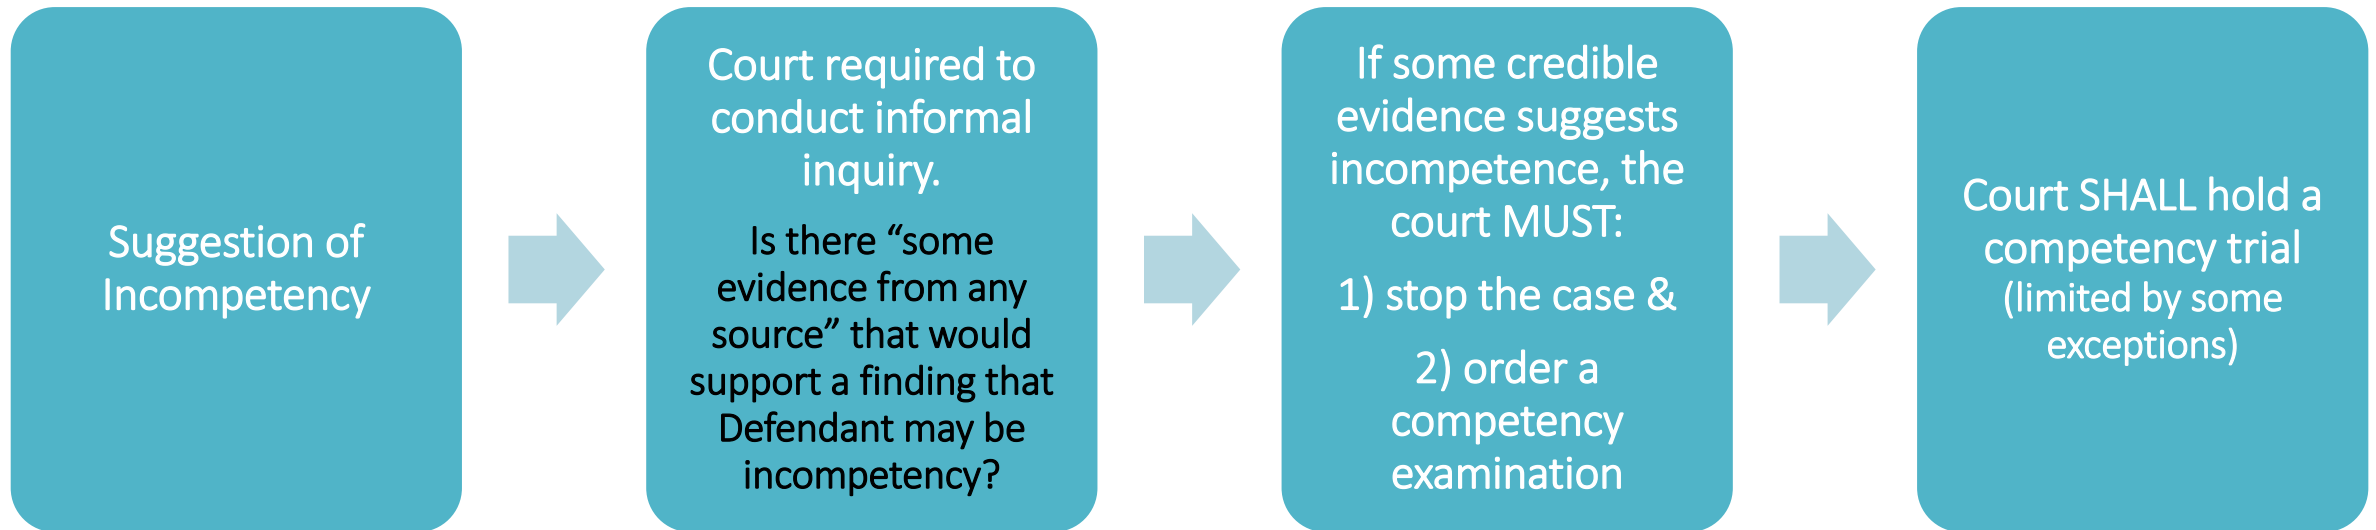 Suggestion of
Incompetency
Court required to
conduct informal
inquiry.
Is there “some
evidence from any
source” that would
support a finding that
Defendant may be
incompetency?
If some credible
evidence suggests
incompetence, the
court MUST:
1) stop the case &
2) order a
competency
examination
Court SHALL hold a
competency trial
(limited by some
exceptions)